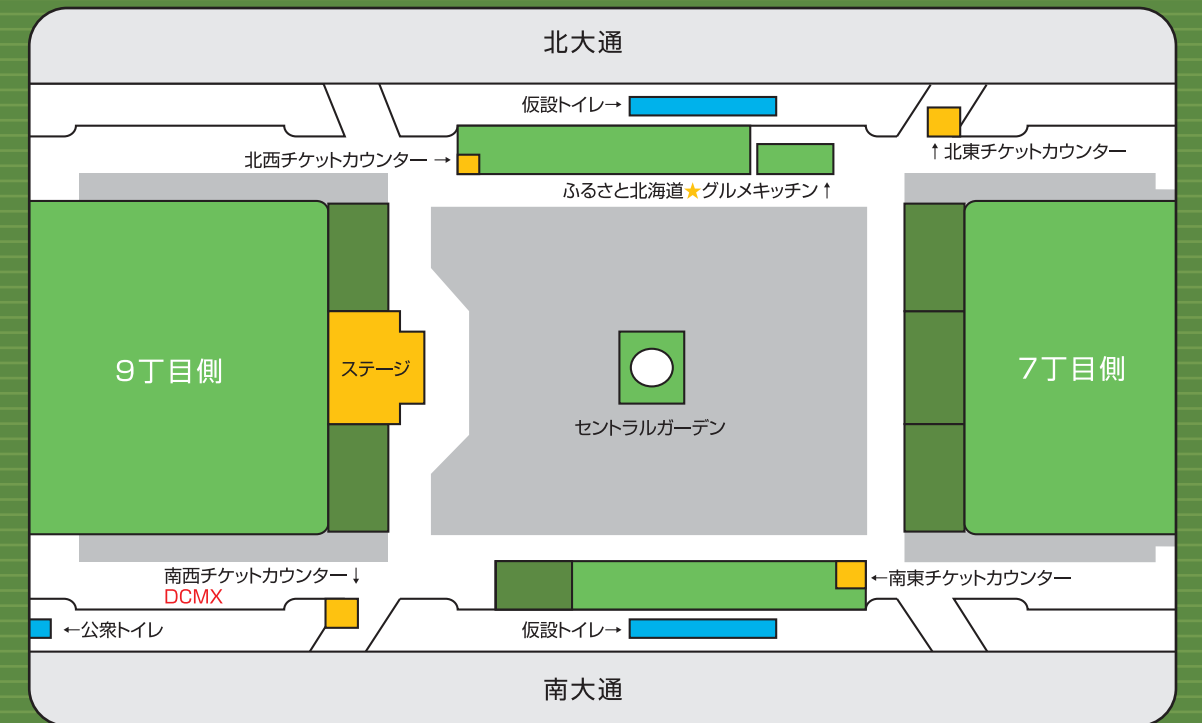 北大通
仮設トイレ→
北西チケットカウンター→
↑北東チケットカウンター
ふるさと北海道★グルメキッチン↑
9丁目側
ステージ
7丁目側
セントラルガーデン
南西チケットカウンター↓
DCMX
←南東チケットカウンター
←公衆トイレ
仮設トイレ→
南大通